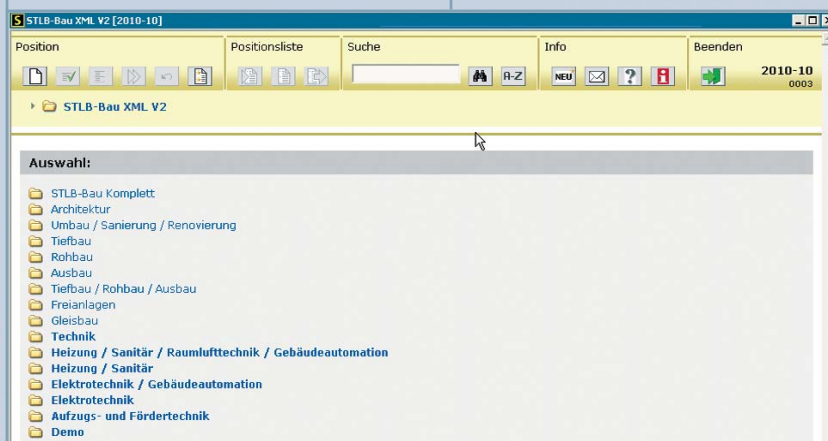 S STLB-Bau XML V2 [2010-10]
Position Positionsliste Suche Info Beenden
A-Z NEU ? i 2010-10
0003
STLB-Bau XML V2
Auswahl:
STLB-Bau Komplett
Architektur
Umbau / Sanierung / Renovierung
Tiefbau
Rohbau
Ausbau
Tiefbau / Rohbau / Ausbau
Freianlagen
Gleisbau
Technik
Heizung / Sanitär / Raumlufttechnik / Gebäudeautomation
Heizung / Sanitär
Elektrotechnik / Gebäudeautomation
Elektrotechnik
Aufzugs- und Fördertechnik
Demo